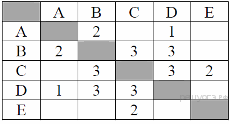 A B C D E
A 2 1
B 2 3 3
C 3 3 2
D 1 3 3
E 2